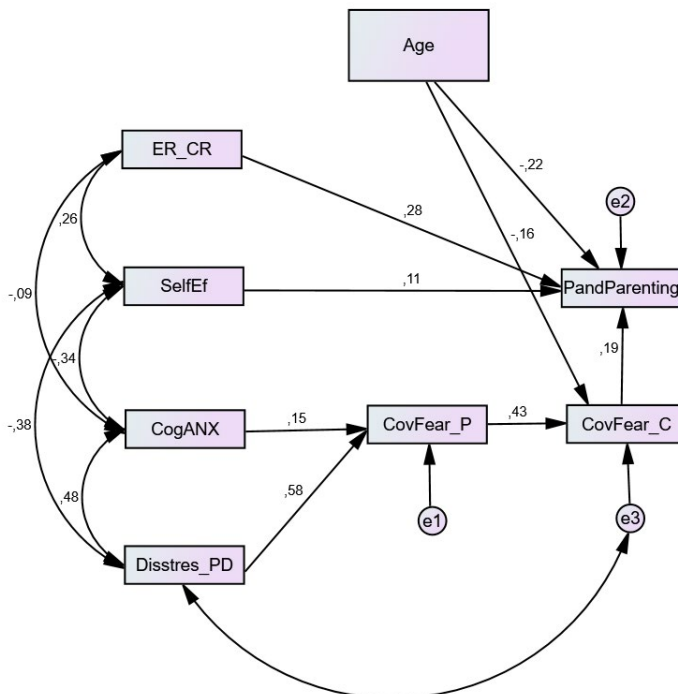 Age
ER_CR
-,22
e2
,26
,28
-,16
SelfEf
,11
PandParenting
-,09
-,34
,19
-,38
CogANX
,15
CovFear_P
,43
CovFear_C
,48
,58
e1
e3
Disstres_PD